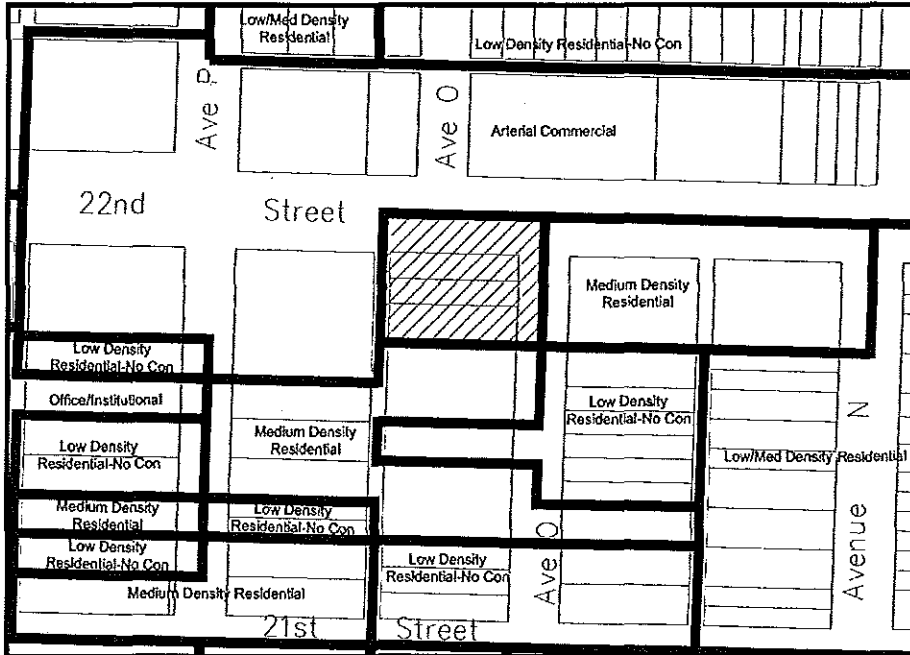 Low/Med Density
Residential
Low Density Residential-No Con
Ave P
Ave O
Arterial Commercial
22nd Street
Medium Density
Residential
Low Density
Residential-No Con
Office/Institutional
Low Density
Residential-No Con
Medium Density
Residential
Low Density
Residential-No Con
Avenue N
Low/Med Density Residential
Low Density
Residential-No Con
Medium Density
Residential
Low Density
Residential-No Con
Low Density
Residential-No Con
Ave O
Medium Density Residential
21st Street